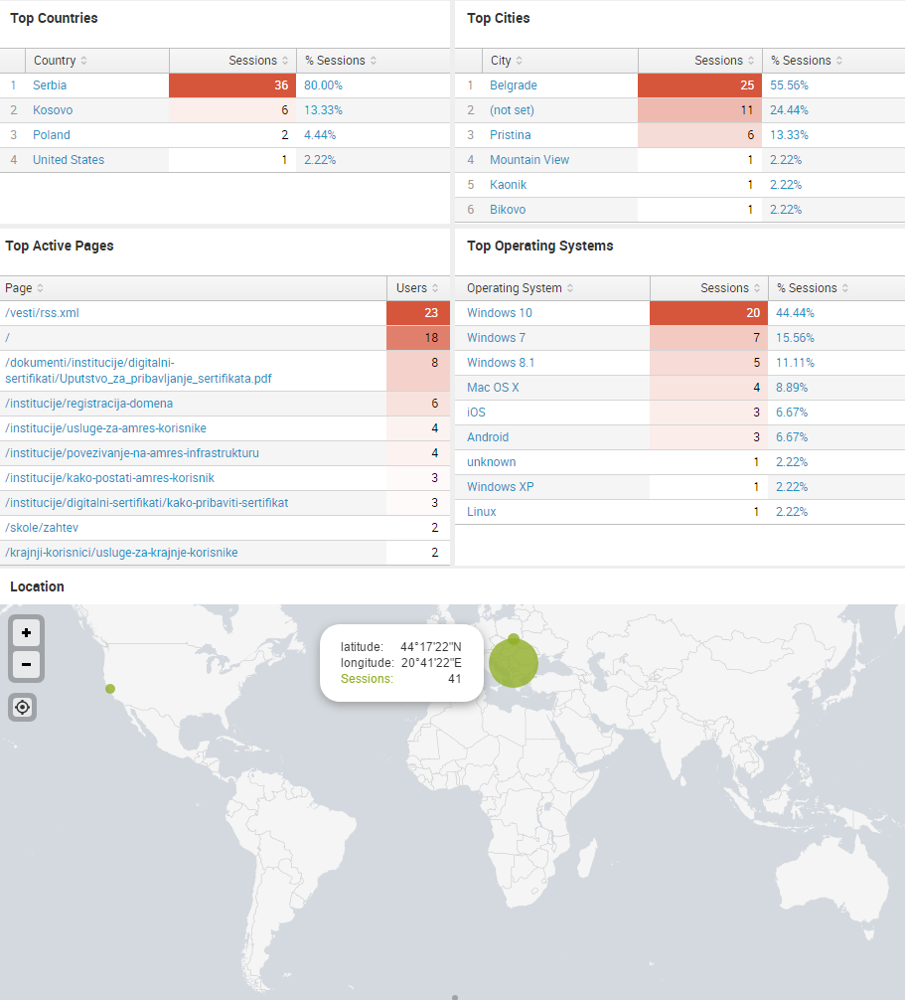 Top Countries
Country Sessions % Sessions
1 Serbia 36 80.00%
2 Kosovo 6 13.33%
3 Poland 2 4.44%
4 United States 1 2.22%
Top Cities
City Sessions % Sessions
1 Belgrade 25 55.56%
2 (not set) 11 24.44%
3 Pristina 6 13.33%
4 Mountain View 1 2.22%
5 Kaonik 1 2.22%
6 Bikovo 1 2.22%
Top Active Pages
Page Users
/vesti/rss.xml 23
/ 18
/dokumenti/institucije/digitalni- 8
sertifikati/Uputstvo_za_pribavljanje_sertifikata.pdf
/institucije/registracija-domena 6
/institucije/usluge-za-amres-korisnike 4
/institucije/povezivanje-na-amres-infrastrukturu 4
/institucije/kako-postati-amres-korisnik 3
/institucije/digitalni-sertifikati/kako-pribaviti-sertifikat 3
/skole/zahtev 2
/krajnji-korisnici/usluge-za-krajnje-korisnike 2
Top Operating Systems
Operating System Sessions % Sessions
Windows 10 20 44.44%
Windows 7 7 15.56%
Windows 8.1 5 11.11%
Mac OS X 4 8.89%
iOS 3 6.67%
Android 3 6.67%
unknown 1 2.22%
Windows XP 1 2.22%
Linux 1 2.22%
Location
+
−
latitude: 44°17'22"N
longitude: 20°41'22"E
Sessions: 41